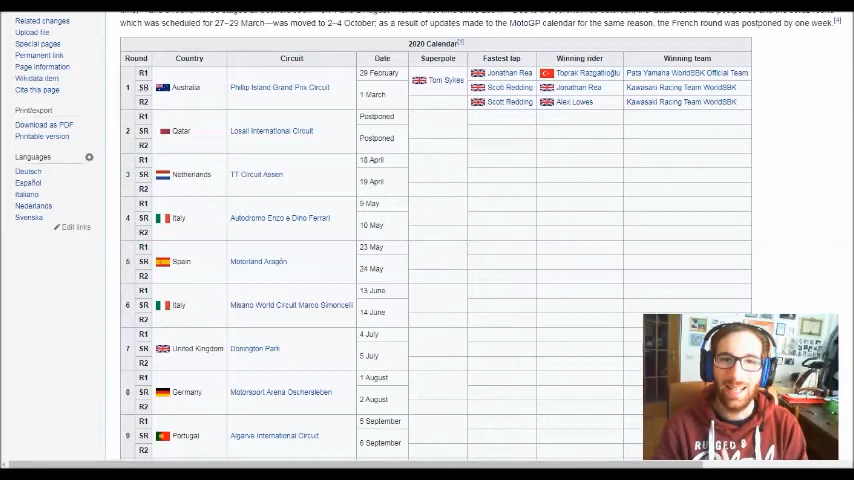 which was scheduled for 27–29 March—was moved to 2–4 October; as a result of updates made to the MotoGP calendar for the same reason, the French round was postponed by one week.[4]
Related changes
Upload file
Special pages
Permanent link
Page information
Wikidata item
Cite this page
Print/export
Download as PDF
Printable version
Languages
Deutsch
Español
Italiano
Nederlands
Svenska
Edit links
2020 Calendar[4]
Round Country Circuit Date Superpole Fastest lap Winning rider Winning team
1 Australia Phillip Island Grand Prix Circuit
R1 29 February Tom Sykes Jonathan Rea Toprak Razgatlıoğlu Pata Yamaha WorldSBK Official Team
SR 1 March Scott Redding Jonathan Rea Kawasaki Racing Team WorldSBK
R2 Scott Redding Alex Lowes Kawasaki Racing Team WorldSBK
2 Qatar Losail International Circuit
R1 Postponed
SR Postponed
R2
3 Netherlands TT Circuit Assen
R1 18 April
SR 19 April
R2
4 Italy Autodromo Enzo e Dino Ferrari
R1 9 May
SR 10 May
R2
5 Spain Motorland Aragón
R1 23 May
SR 24 May
R2
6 Italy Misano World Circuit Marco Simoncelli
R1 13 June
SR 14 June
R2
7 United Kingdom Donington Park
R1 4 July
SR 5 July
R2
8 Germany Motorsport Arena Oschersleben
R1 1 August
SR 2 August
R2
9 Portugal Algarve International Circuit
R1 5 September
SR 6 September
R2
RUGGED &